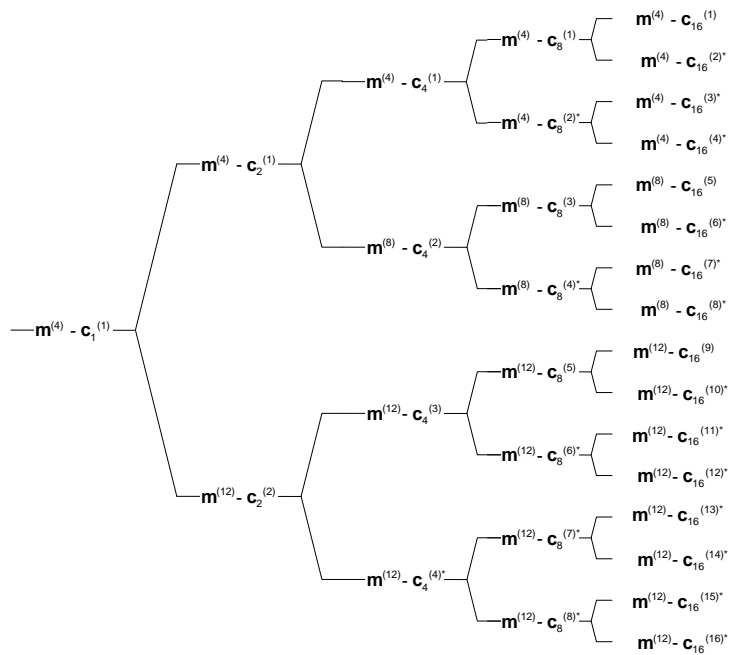 m⁽⁴⁾ - c₁₆⁽¹⁾
m⁽⁴⁾ - c₈⁽¹⁾
m⁽⁴⁾ - c₁₆⁽²⁾*
m⁽⁴⁾ - c₄⁽¹⁾
m⁽⁴⁾ - c₁₆⁽³⁾*
m⁽⁴⁾ - c₈⁽²⁾*
m⁽⁴⁾ - c₁₆⁽⁴⁾*
m⁽⁴⁾ - c₂⁽¹⁾
m⁽⁸⁾ - c₁₆⁽⁵⁾
m⁽⁸⁾ - c₈⁽³⁾
m⁽⁸⁾ - c₁₆⁽⁶⁾*
m⁽⁸⁾ - c₄⁽²⁾
m⁽⁸⁾ - c₁₆⁽⁷⁾*
m⁽⁸⁾ - c₈⁽⁴⁾*
m⁽⁸⁾ - c₁₆⁽⁸⁾*
m⁽⁴⁾ - c₁⁽¹⁾
m⁽¹²⁾- c₁₆⁽⁹⁾
m⁽¹²⁾- c₈⁽⁵⁾
m⁽¹²⁾- c₁₆⁽¹⁰⁾*
m⁽¹²⁾- c₄⁽³⁾
m⁽¹²⁾- c₁₆⁽¹¹⁾*
m⁽¹²⁾- c₈⁽⁶⁾*
m⁽¹²⁾- c₁₆⁽¹²⁾*
m⁽¹²⁾- c₂⁽²⁾
m⁽¹²⁾- c₁₆⁽¹³⁾*
m⁽¹²⁾- c₈⁽⁷⁾*
m⁽¹²⁾- c₁₆⁽¹⁴⁾*
m⁽¹²⁾- c₄⁽⁴⁾*
m⁽¹²⁾- c₁₆⁽¹⁵⁾*
m⁽¹²⁾- c₈⁽⁸⁾*
m⁽¹²⁾- c₁₆⁽¹⁶⁾*